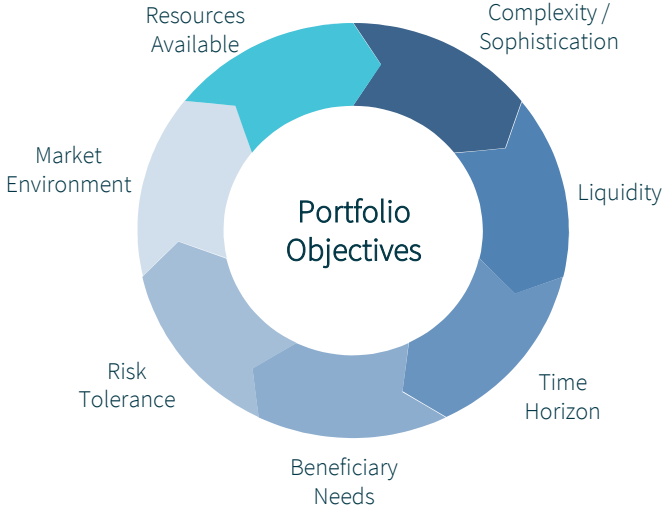 Resources
Available
Complexity /
Sophistication
Market
Environment
Liquidity
Portfolio
Objectives
Risk
Tolerance
Time
Horizon
Beneficiary
Needs